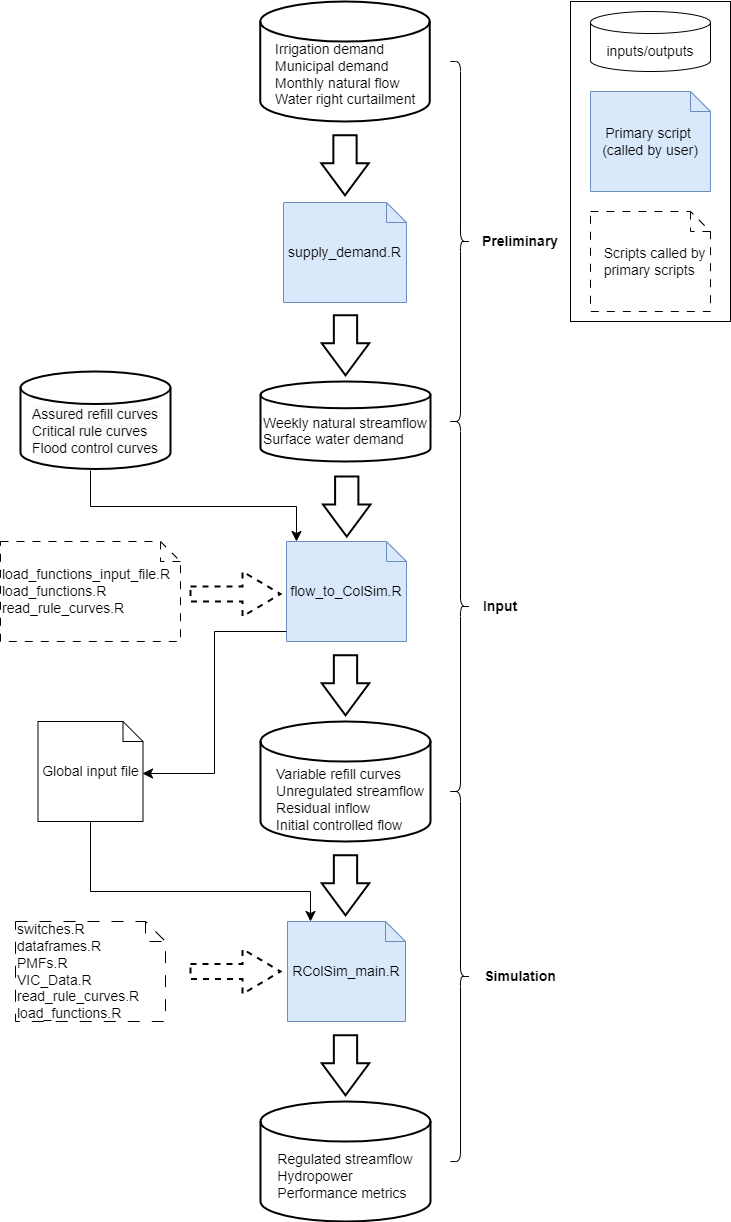 Irrigation demand
Municipal demand
Monthly natural flow
Water right curtailment
inputs/outputs
Primary script
(called by user)
Scripts called by
primary scripts
supply_demand.R
Preliminary
Assured refill curves
Critical rule curves
Flood control curves
Weekly natural streamflow
Surface water demand
load_functions_input_file.R
load_functions.R
read_rule_curves.R
flow_to_ColSim.R
Input
Global input file
Variable refill curves
Unregulated streamflow
Residual inflow
Initial controlled flow
switches.R
dataframes.R
PMFs.R
VIC_Data.R
read_rule_curves.R
load_functions.R
RColSim_main.R
Simulation
Regulated streamflow
Hydropower
Performance metrics